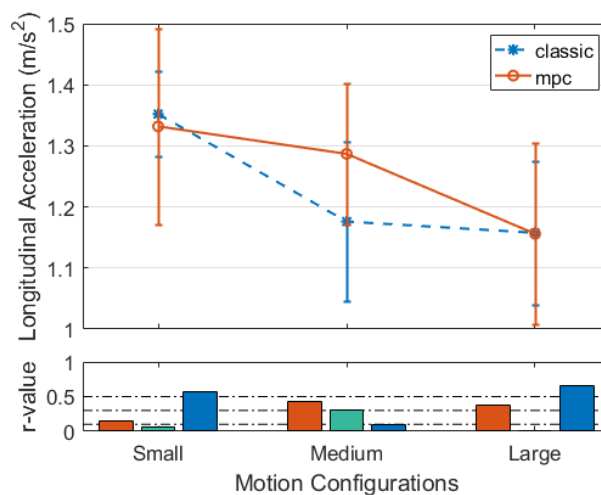 1.5
1.4
1.3
1.2
1.1
1
Longitudinal Acceleration (m/s²)
classic
mpc
1
0.5
0
r-value
Small Medium Large
Motion Configurations